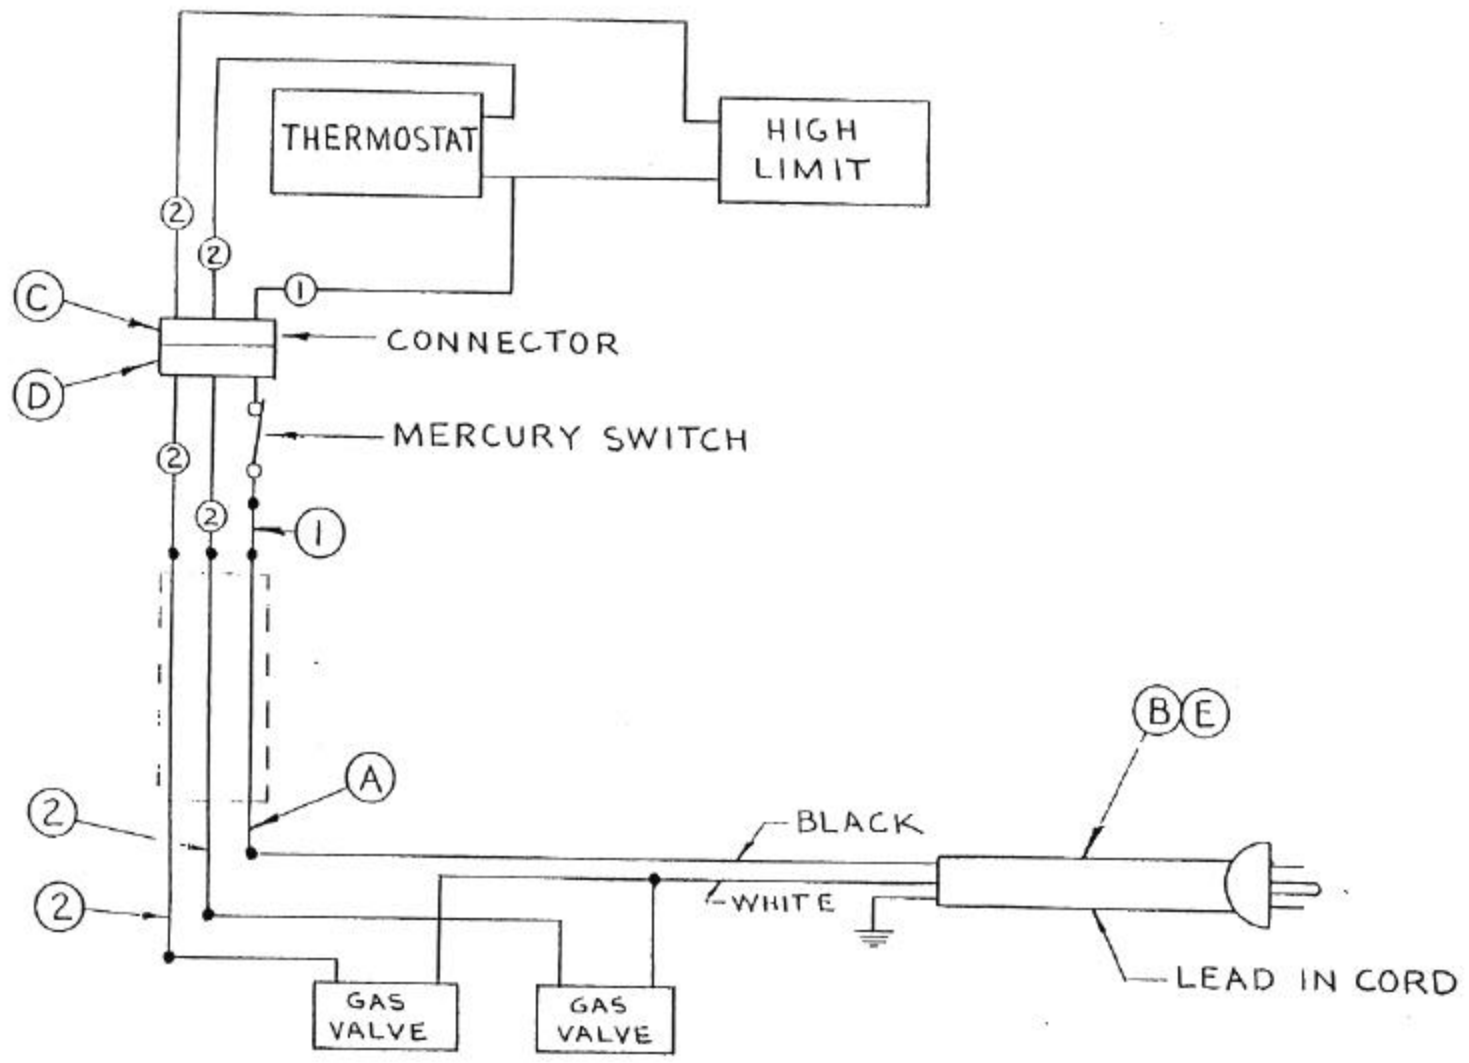 THERMOSTAT
HIGH
LIMIT
2
2
1
C
CONNECTOR
D
MERCURY SWITCH
2
2
1
B E
A
2
BLACK
2
WHITE
LEAD IN CORD
GAS
VALVE
GAS
VALVE